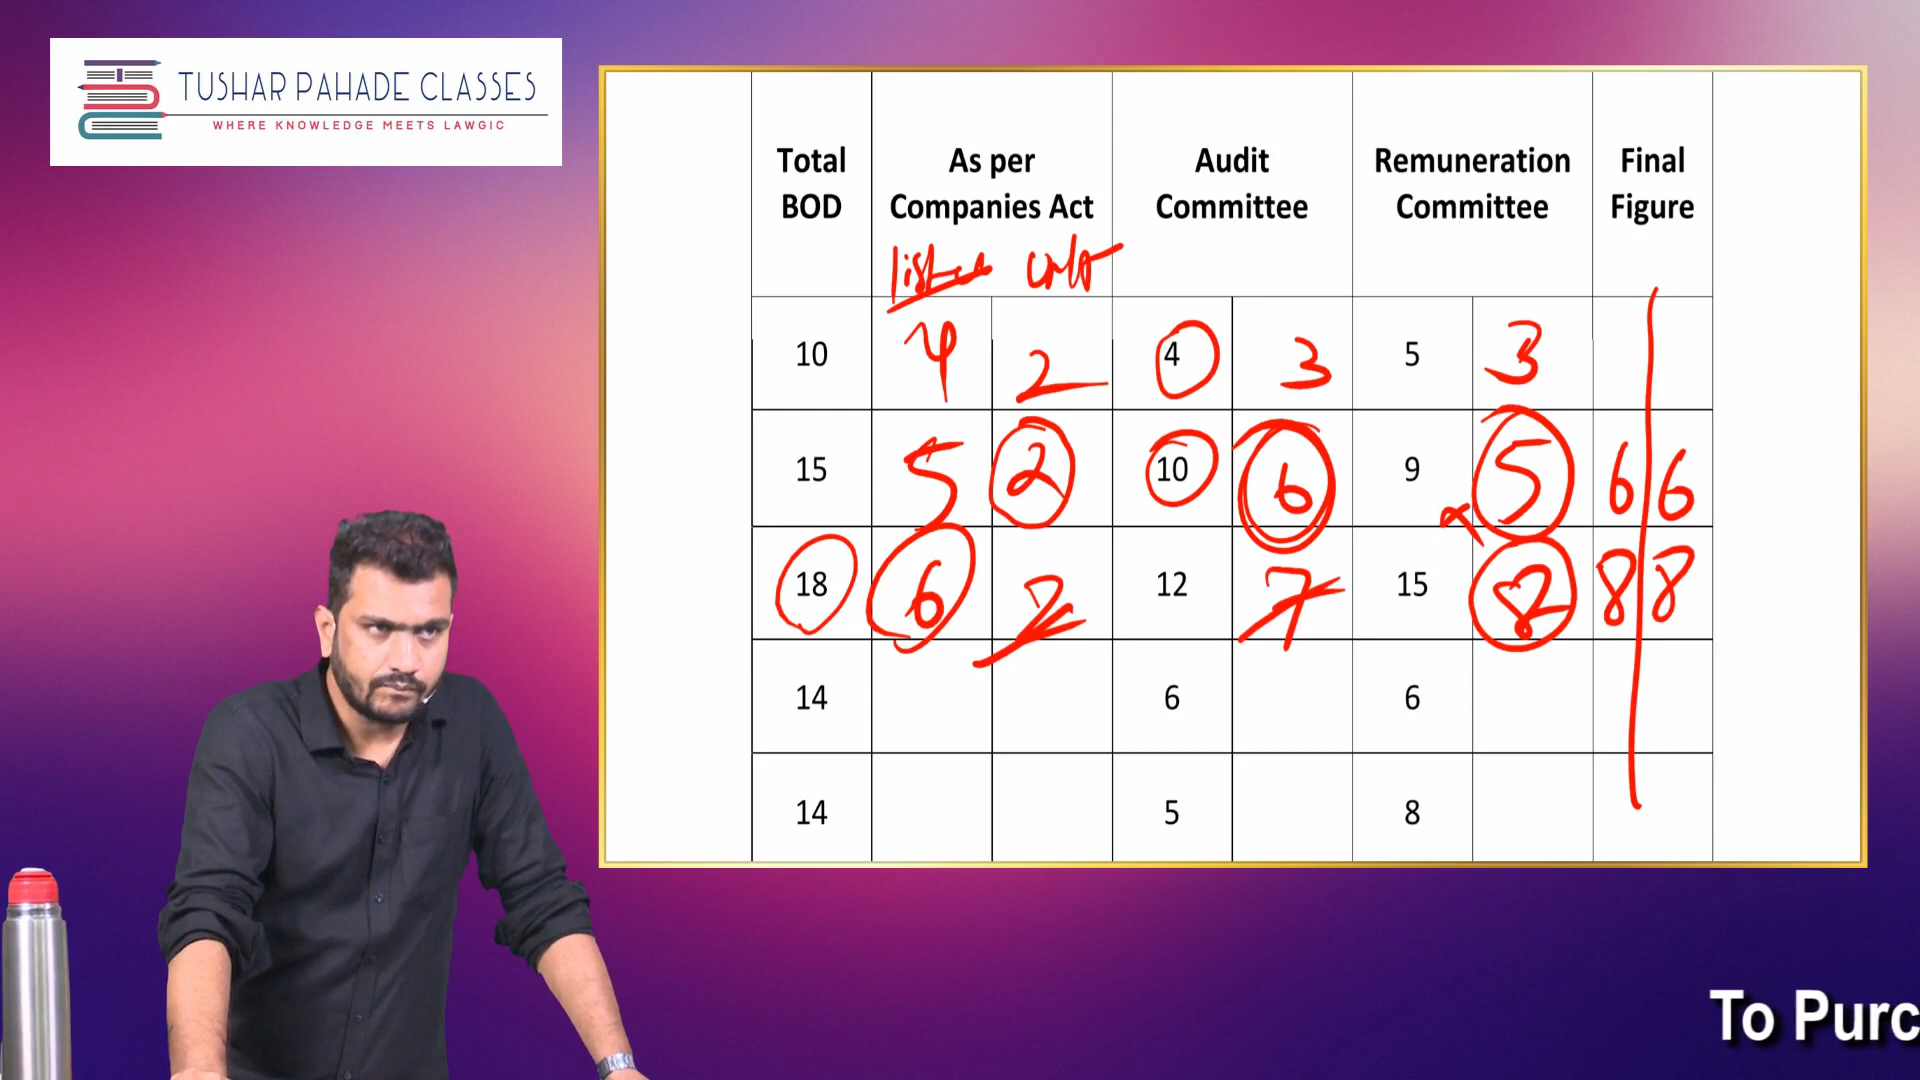 TUSHAR PAHADE CLASSES
WHERE KNOWLEDGE MEETS LAWGIC
Total BOD As per Companies Act Audit Committee Remuneration Committee Final Figure
listed
10 4 2 4 3 5 3
15 5 2 10 6 9 5 6 6
18 6 2 12 7 15 8 8 8
14 6 6
14 5 8
To Purc